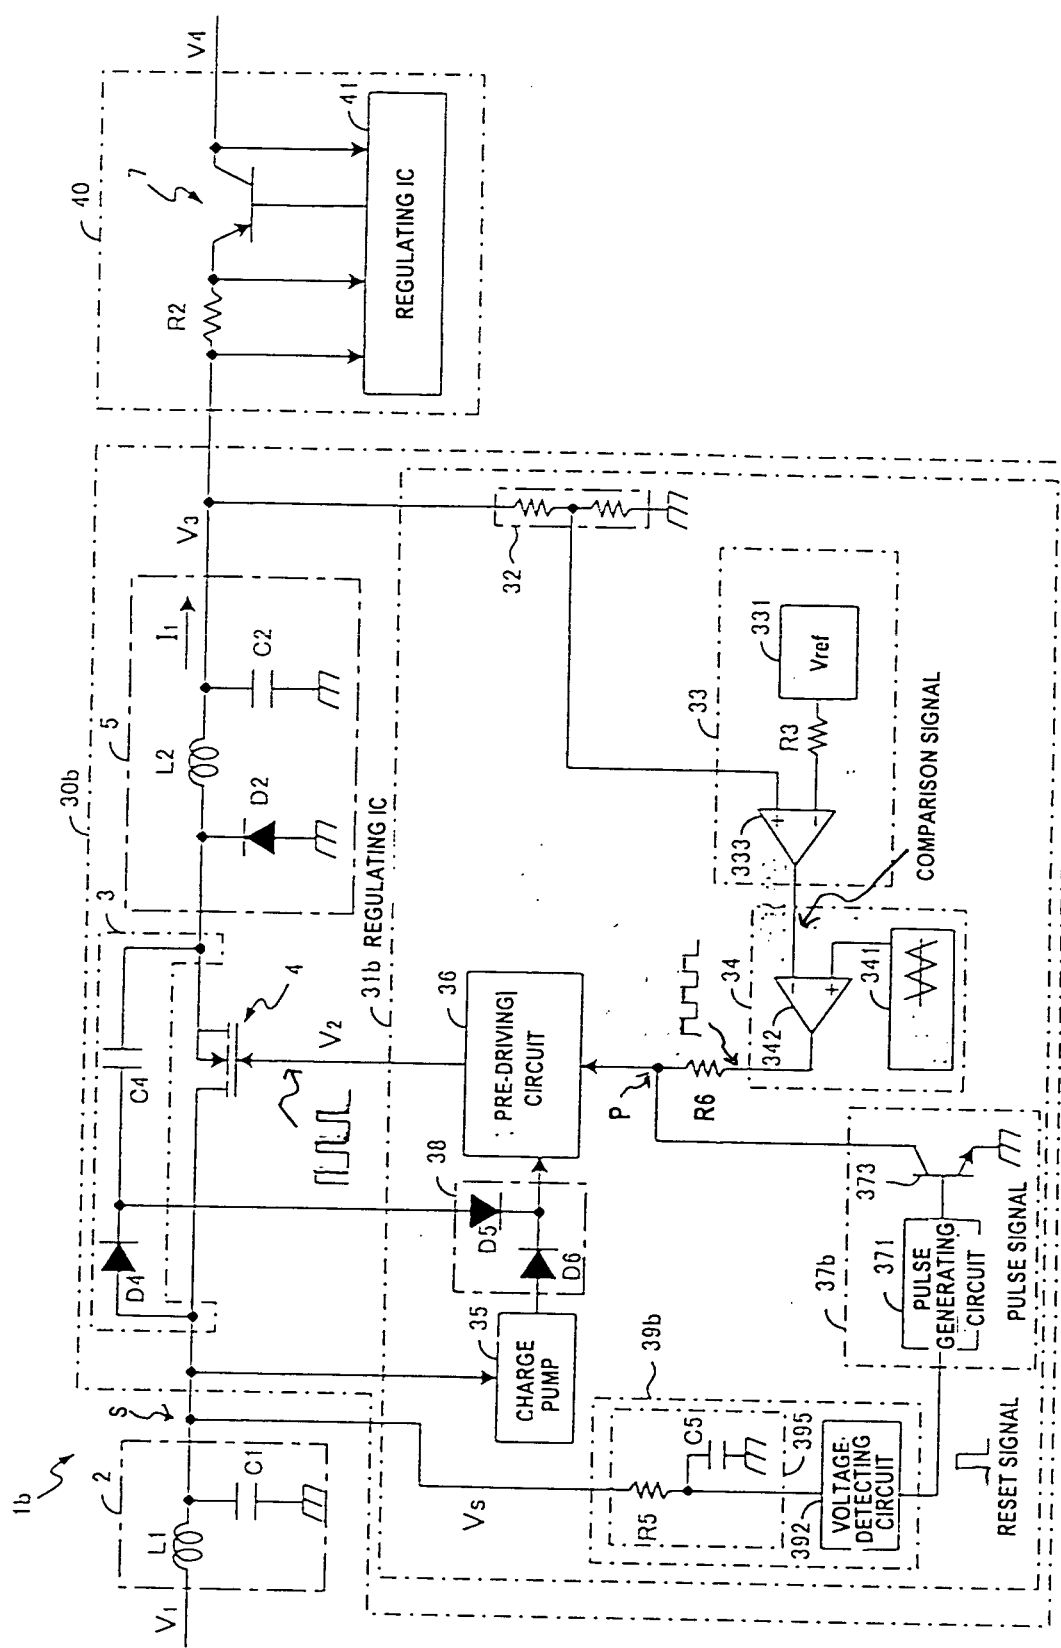 1b
2
L1
C1
V1
S
Vs
30b
3
D4
C4
4
V2
5
D2
L2
C2
I1
V3
40
R2
7
V4
41
REGULATING IC
31b REGULATING IC
35
CHARGE PUMP
38
D5
D6
36
PRE-DRIVING CIRCUIT
32
P
R6
34
342
341
+
-
33
333
+
-
R3
331
Vref
COMPARISON SIGNAL
39b
R5
C5
395
392
VOLTAGE-DETECTING CIRCUIT
37b
371
PULSE GENERATING CIRCUIT
373
PULSE SIGNAL
RESET SIGNAL